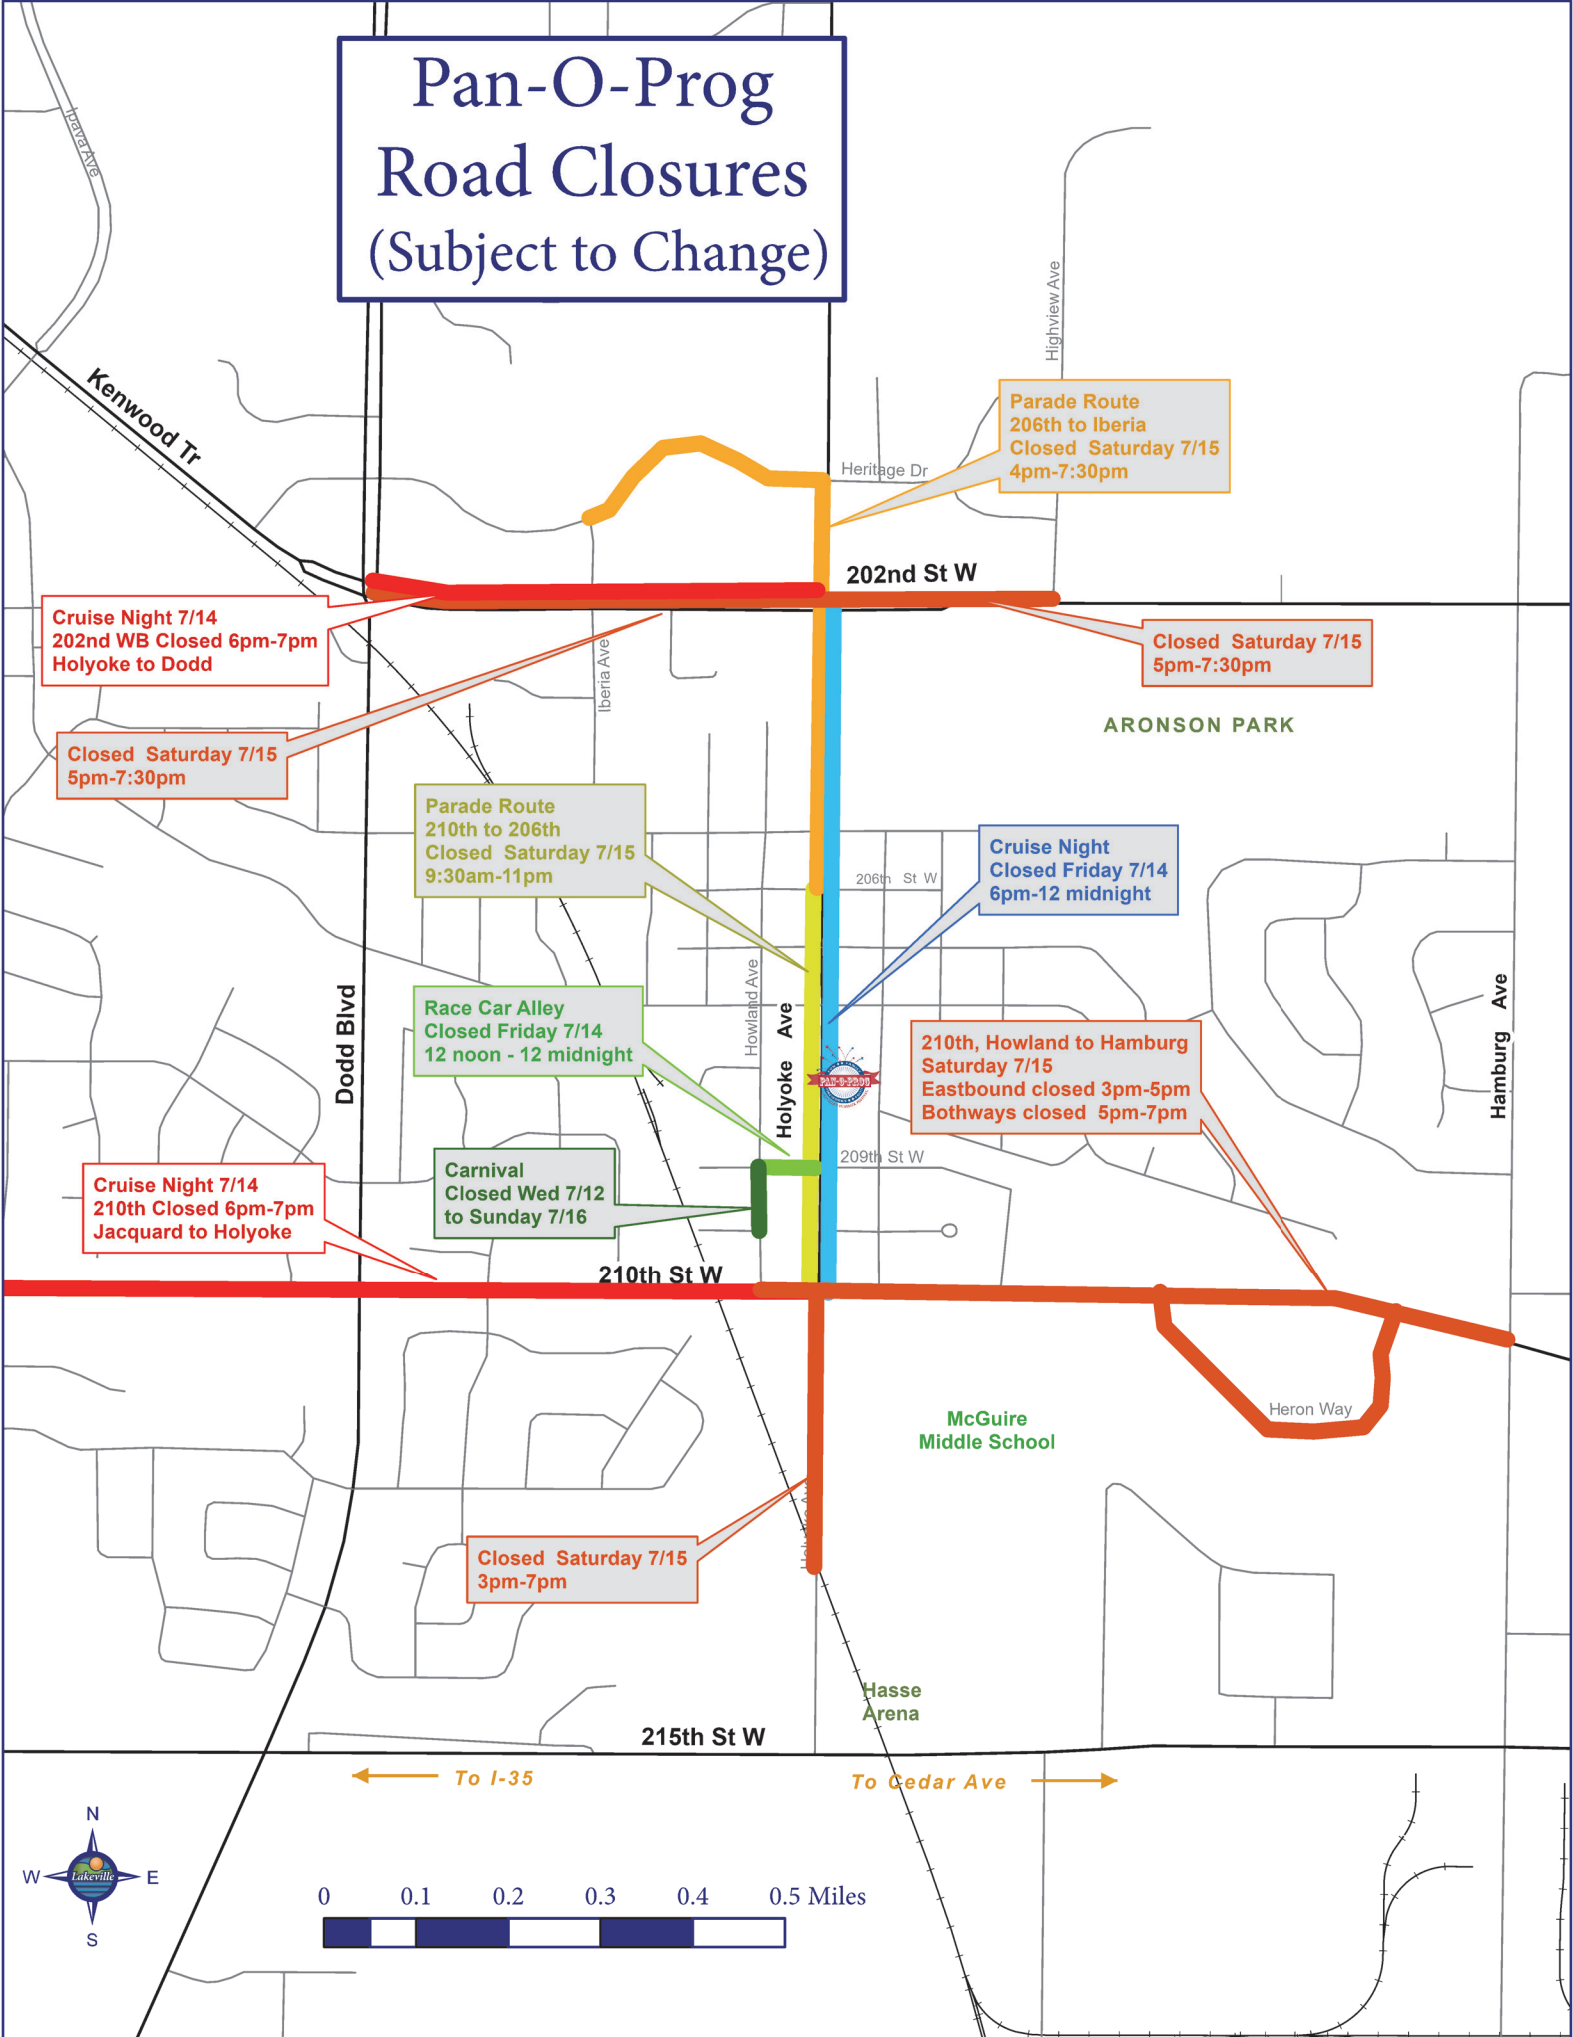 Pan-O-Prog
Road Closures
(Subject to Change)
Ipava Ave
Kenwood Tr
Highview Ave
Parade Route
206th to Iberia
Closed Saturday 7/15
4pm-7:30pm
Heritage Dr
202nd St W
Cruise Night 7/14
202nd WB Closed 6pm-7pm
Holyoke to Dodd
Closed Saturday 7/15
5pm-7:30pm
Iberia Ave
ARONSON PARK
Closed Saturday 7/15
5pm-7:30pm
Parade Route
210th to 206th
Closed Saturday 7/15
9:30am-11pm
Cruise Night
Closed Friday 7/14
6pm-12 midnight
206th St W
Howland Ave
Holyoke Ave
Dodd Blvd
Hamburg Ave
Race Car Alley
Closed Friday 7/14
12 noon - 12 midnight
PAN-O-PROG
210th, Howland to Hamburg
Saturday 7/15
Eastbound closed 3pm-5pm
Bothways closed 5pm-7pm
209th St W
Carnival
Closed Wed 7/12
to Sunday 7/16
Cruise Night 7/14
210th Closed 6pm-7pm
Jacquard to Holyoke
210th St W
Heron Way
McGuire
Middle School
Holyoke Ave
Closed Saturday 7/15
3pm-7pm
Hasse
Arena
215th St W
To I-35
To Cedar Ave
N
W
Lakeville
E
S
0 0.1 0.2 0.3 0.4 0.5 Miles